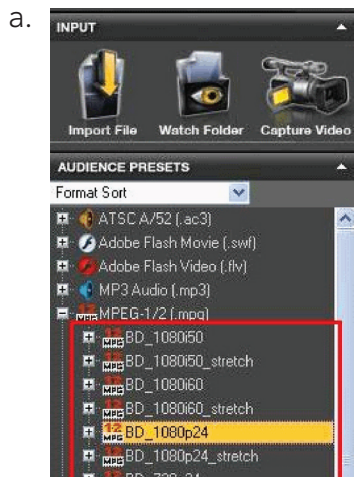 a.
INPUT
Import File Watch Folder Capture Video
AUDIENCE PRESETS
Format Sort
ATSC A/52 (.ac3)
Adobe Flash Movie (.swf)
Adobe Flash Video (.flv)
MP3 Audio (.mp3)
MPEG-1/2 (.mpg)
BD_1080i50
BD_1080i50_stretch
BD_1080i60
BD_1080i60_stretch
BD_1080p24
BD_1080p24_stretch